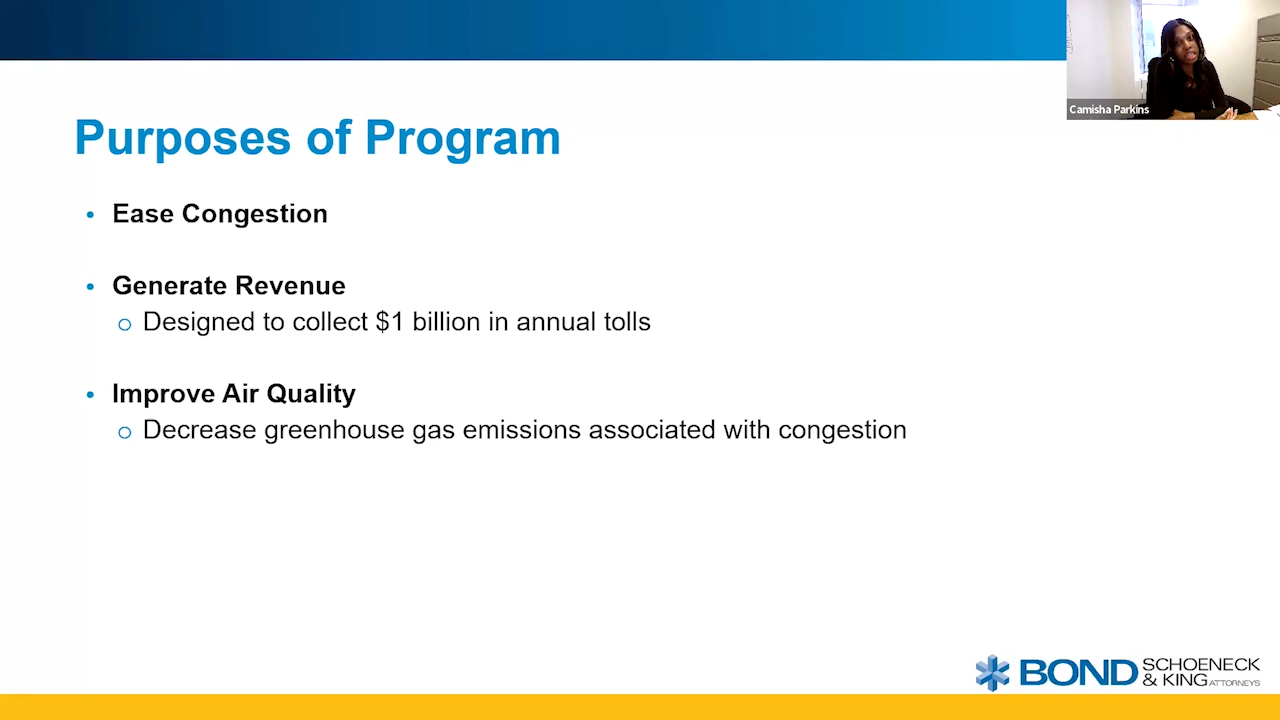 Camisha Parkins
Purposes of Program
• Ease Congestion
• Generate Revenue
o Designed to collect $1 billion in annual tolls
• Improve Air Quality
o Decrease greenhouse gas emissions associated with congestion
BOND SCHOENECK
& KING ATTORNEYS